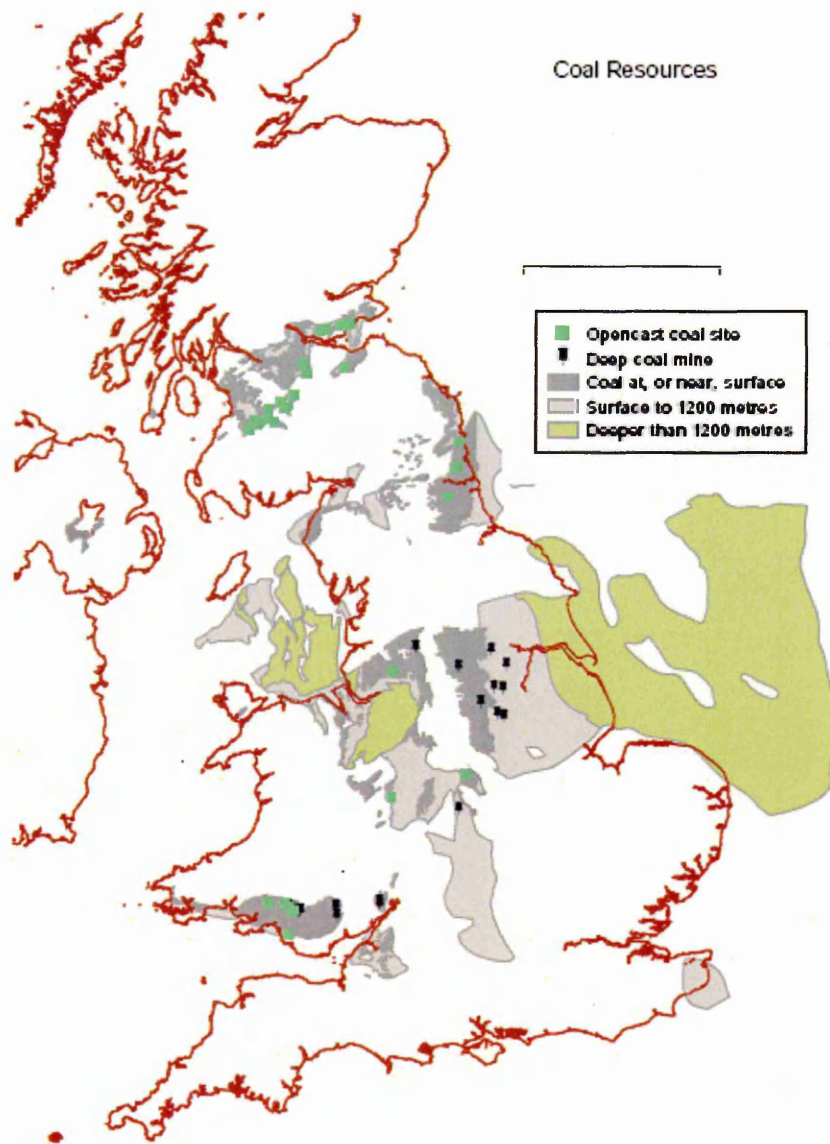 Coal Resources
Opencast coal site
Deep coal mine
Coal at, or near, surface
Surface to 1200 metres
Deeper than 1200 metres